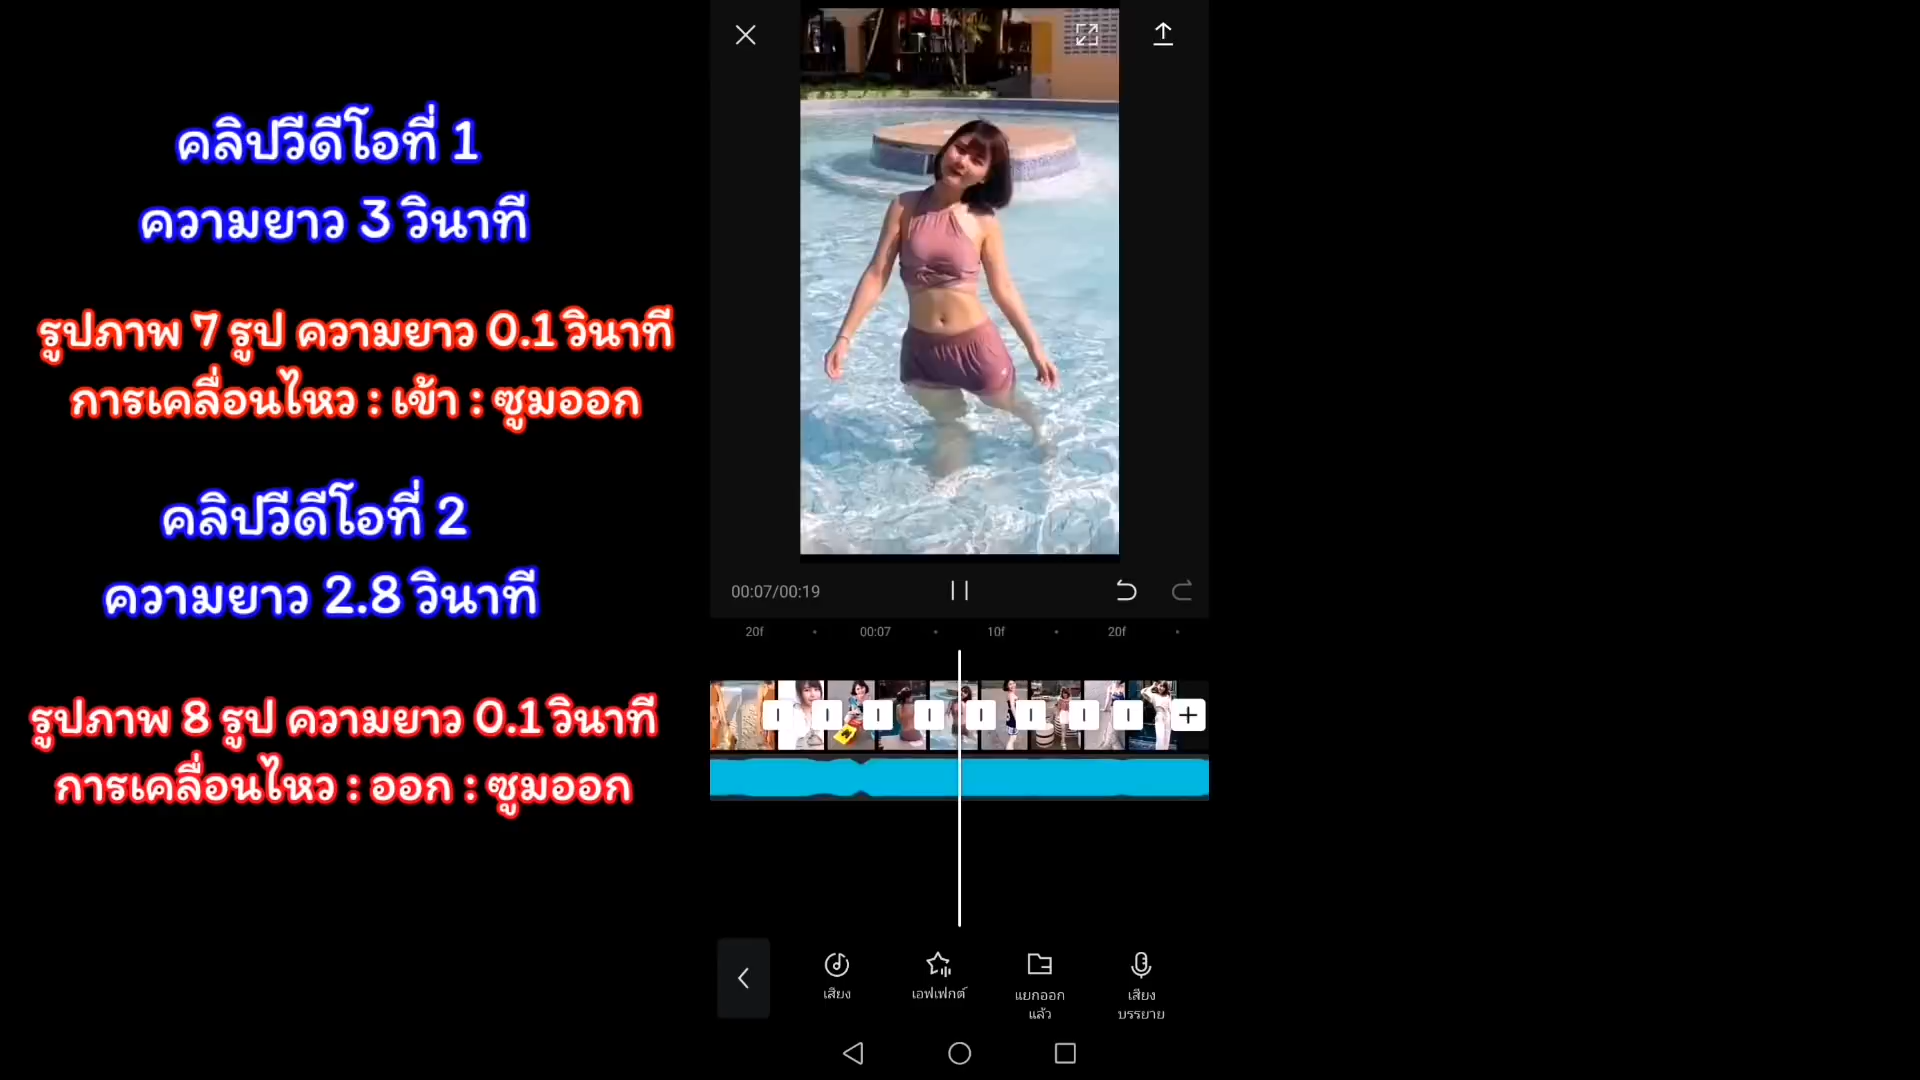 คลิปวีดีโอที่ 1
ความยาว 3 วินาที
รูปภาพ 7 รูป ความยาว 0.1 วินาที
การเคลื่อนไหว : เข้า : ซูมออก
คลิปวีดีโอที่ 2
ความยาว 2.8 วินาที
รูปภาพ 8 รูป ความยาว 0.1 วินาที
การเคลื่อนไหว : ออก : ซูมออก
00:07/00:19
20f 00:07 10f 20f
เสียง
เอฟเฟกต์
แยกออก
แล้ว
เสียง
บรรยาย